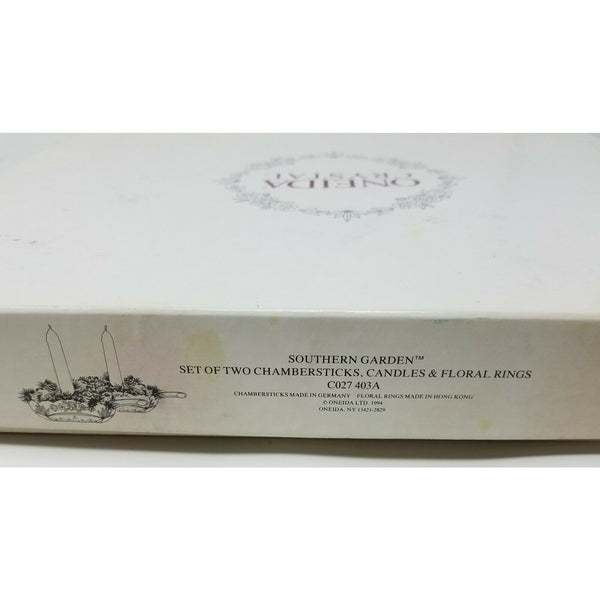 ONEIDA
CRYSTAL
SOUTHERN GARDEN™
SET OF TWO CHAMBERSTICKS, CANDLES & FLORAL RINGS
C027 403A
CHAMBERSTICKS MADE IN GERMANY FLORAL RINGS MADE IN HONG KONG
© ONEIDA LTD. 1994
ONEIDA, NY 13421-2829